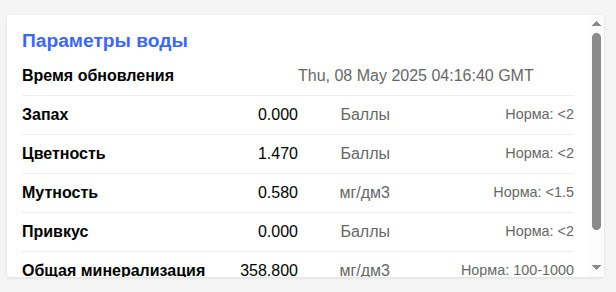 Параметры воды
Время обновления Thu, 08 May 2025 04:16:40 GMT
Запах 0.000 Баллы Норма: <2
Цветность 1.470 Баллы Норма: <2
Мутность 0.580 мг/дм3 Норма: <1.5
Привкус 0.000 Баллы Норма: <2
Общая минерализация 358.800 мг/дм3 Норма: 100-1000